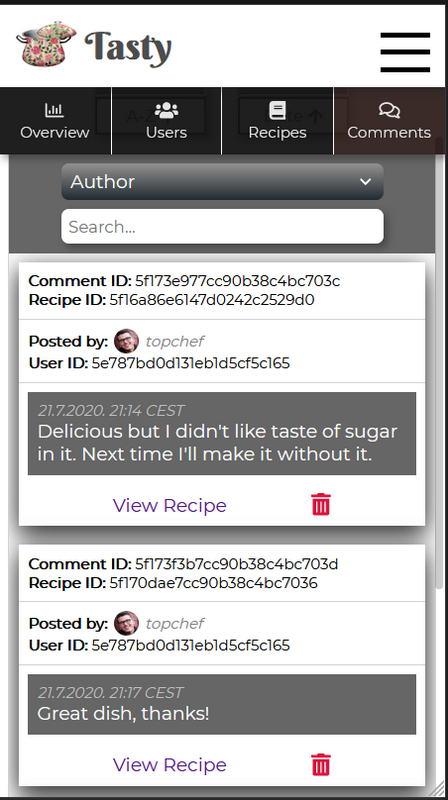 Tasty
Overview
Users
Recipes
Comments
Author
Search...
Comment ID: 5f173e977cc90b38c4bc703c
Recipe ID: 5f16a86e6147d0242c2529d0
Posted by: topchef
User ID: 5e787bd0d131eb1d5cf5c165
21.7.2020. 21:14 CEST
Delicious but I didn't like taste of sugar
in it. Next time I'll make it without it.
View Recipe
Comment ID: 5f173f3b7cc90b38c4bc703d
Recipe ID: 5f170dae7cc90b38c4bc7036
Posted by: topchef
User ID: 5e787bd0d131eb1d5cf5c165
21.7.2020. 21:17 CEST
Great dish, thanks!
View Recipe